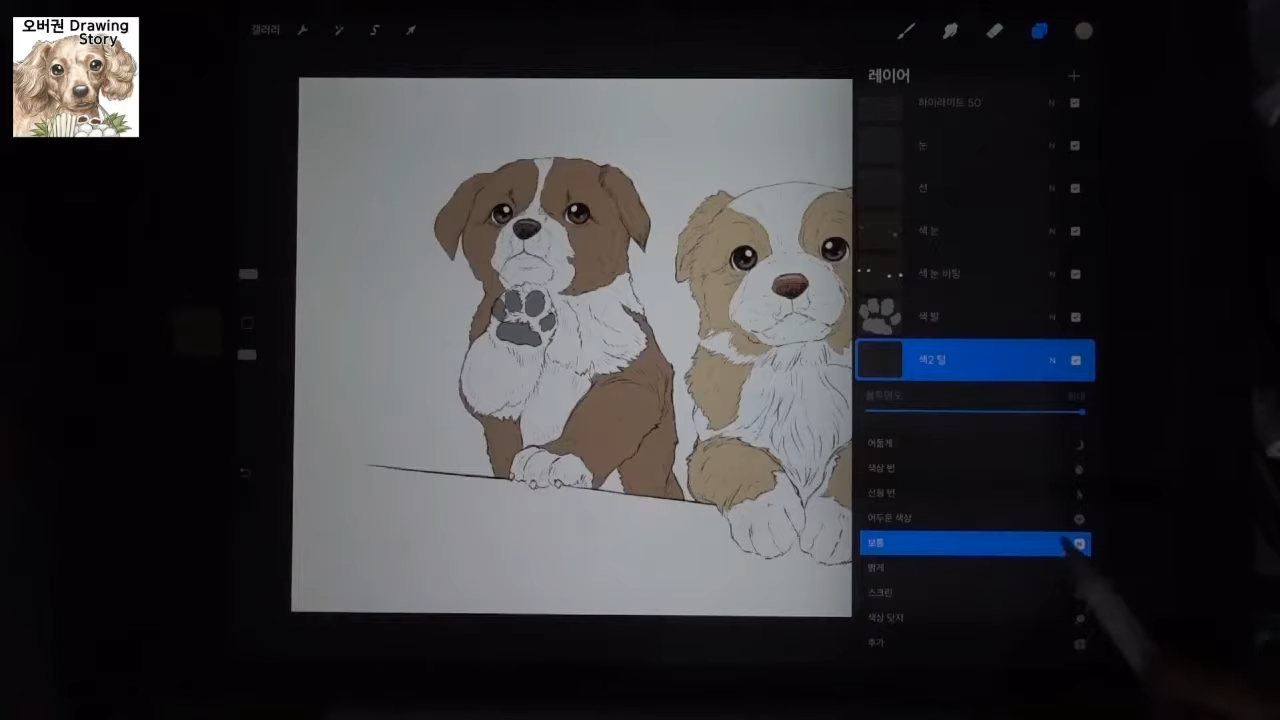 오버권 Drawing
Story
갤러리
레이어
하이라이트 50
N
눈
N
선
N
색 눈
N
색 눈 바탕
N
색 발
N
색2 털
N
불투명도
최대
어둡게
색상 번
선형 번
어두운 색상
보통
N
밝게
스크린
색상 닷지
추가